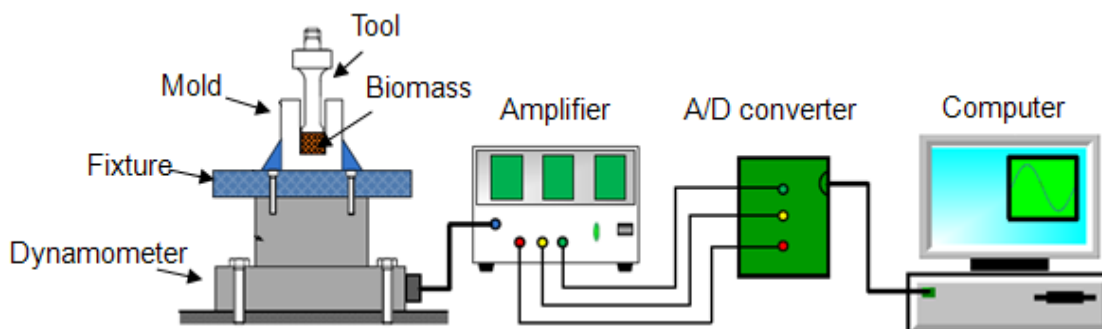 Tool
Mold
Biomass
Amplifier
A/D converter
Computer
Fixture
Dynamometer